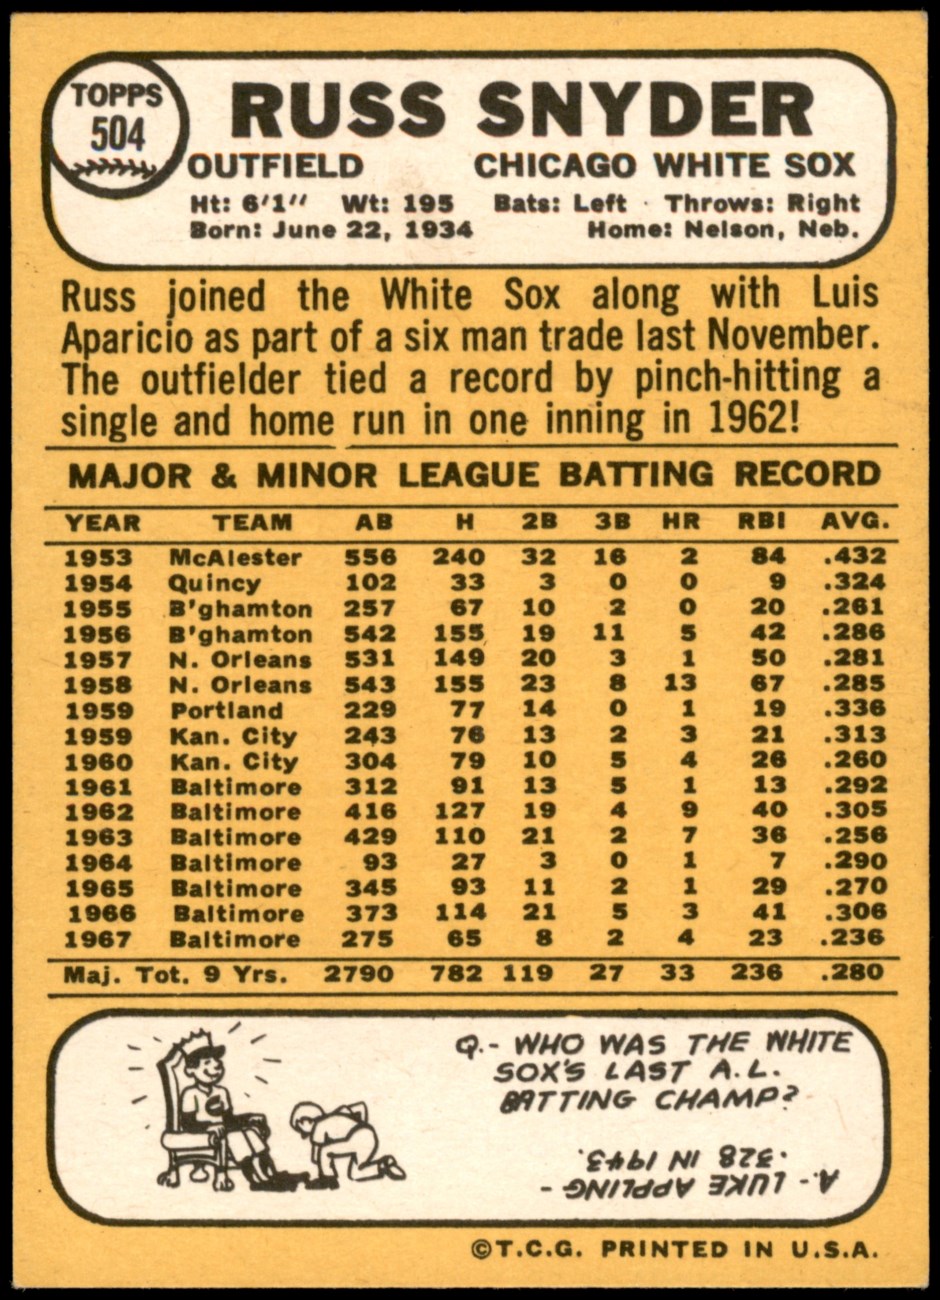 TOPPS
504
RUSS SNYDER
OUTFIELD CHICAGO WHITE SOX
Ht: 6'1" Wt: 195 Bats: Left Throws: Right
Born: June 22, 1934 Home: Nelson, Neb.
Russ joined the White Sox along with Luis
Aparicio as part of a six man trade last November.
The outfielder tied a record by pinch-hitting a
single and home run in one inning in 1962!
MAJOR & MINOR LEAGUE BATTING RECORD
YEAR TEAM AB H 2B 3B HR RBI AVG.
1953 McAlester 556 240 32 16 2 84 .432
1954 Quincy 102 33 3 0 0 9 .324
1955 B'ghamton 257 67 10 2 0 20 .261
1956 B'ghamton 542 155 19 11 5 42 .286
1957 N. Orleans 531 149 20 3 1 50 .281
1958 N. Orleans 543 155 23 8 13 67 .285
1959 Portland 229 77 14 0 1 19 .336
1959 Kan. City 243 76 13 2 3 21 .313
1960 Kan. City 304 79 10 5 4 26 .260
1961 Baltimore 312 91 13 5 1 13 .292
1962 Baltimore 416 127 19 4 9 40 .305
1963 Baltimore 429 110 21 2 7 36 .256
1964 Baltimore 93 27 3 0 1 7 .290
1965 Baltimore 345 93 11 2 1 29 .270
1966 Baltimore 373 114 21 5 3 41 .306
1967 Baltimore 275 65 8 2 4 23 .236
Maj. Tot. 9 Yrs. 2790 782 119 27 33 236 .280
Q.- WHO WAS THE WHITE
SOX'S LAST A.L.
BATTING CHAMP?
A.- LUKE APPLING -
.328 IN 1943.
©T.C.G. PRINTED IN U.S.A.